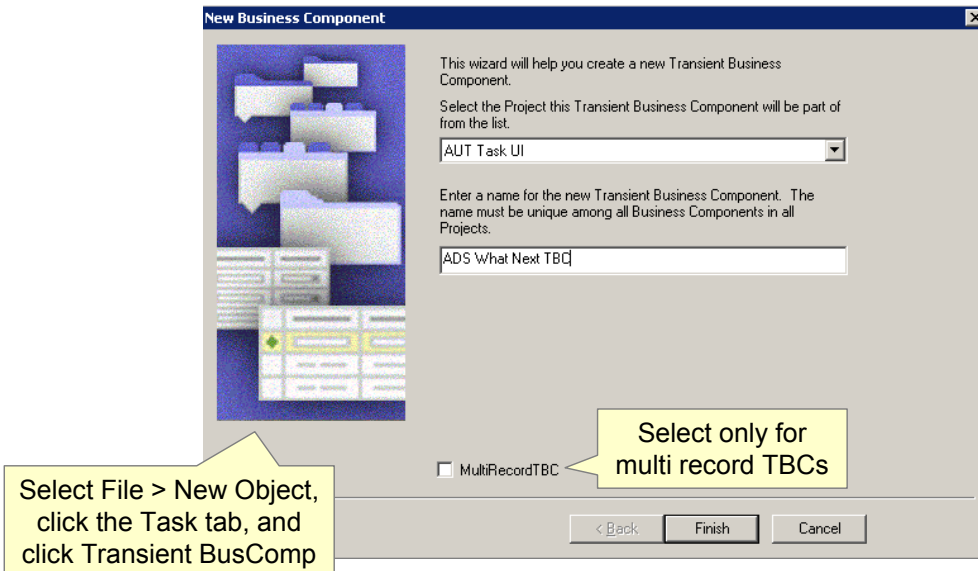 New Business Component
This wizard will help you create a new Transient Business
Component.
Select the Project this Transient Business Component will be part of
from the list.
AUT Task UI
Enter a name for the new Transient Business Component. The
name must be unique among all Business Components in all
Projects.
ADS What Next TBC
Select only for
multi record TBCs
MultiRecordTBC
Select File > New Object,
click the Task tab, and
click Transient BusComp
< Back
Finish
Cancel